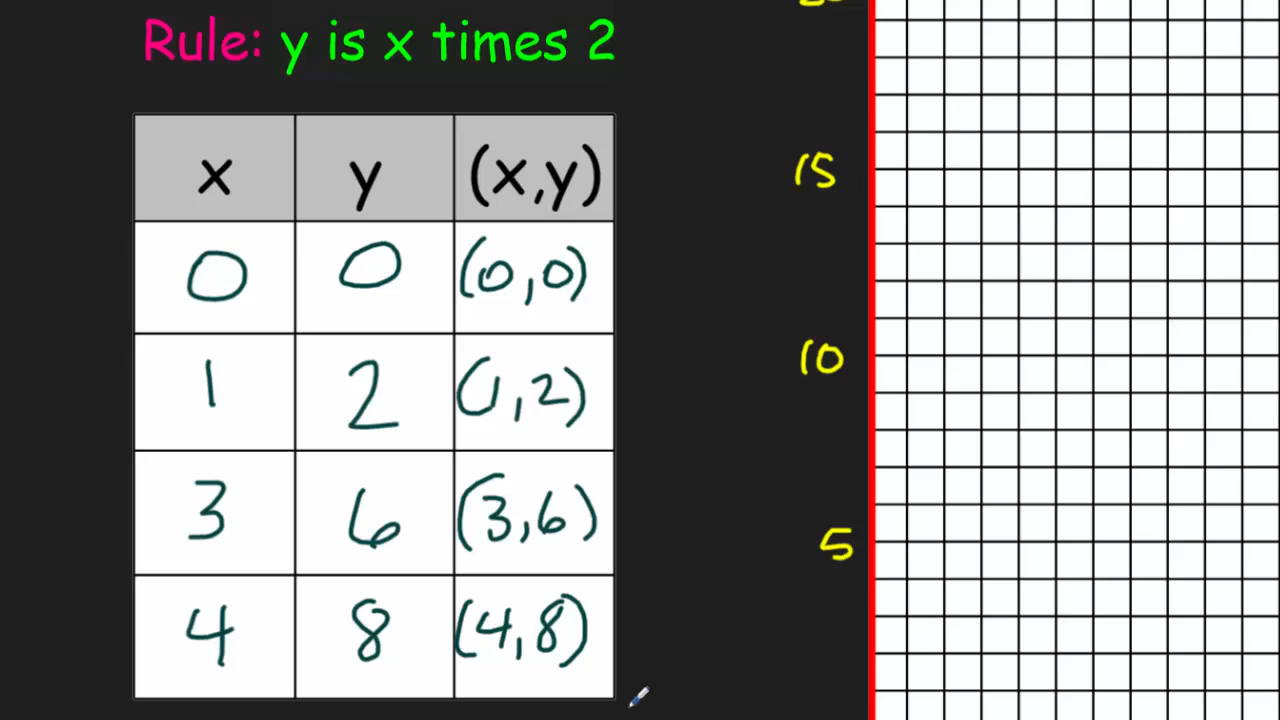 Rule: y is x times 2
x y (x,y)
0 0 (0,0)
1 2 (1,2)
3 6 (3,6)
4 8 (4,8)
15
10
5